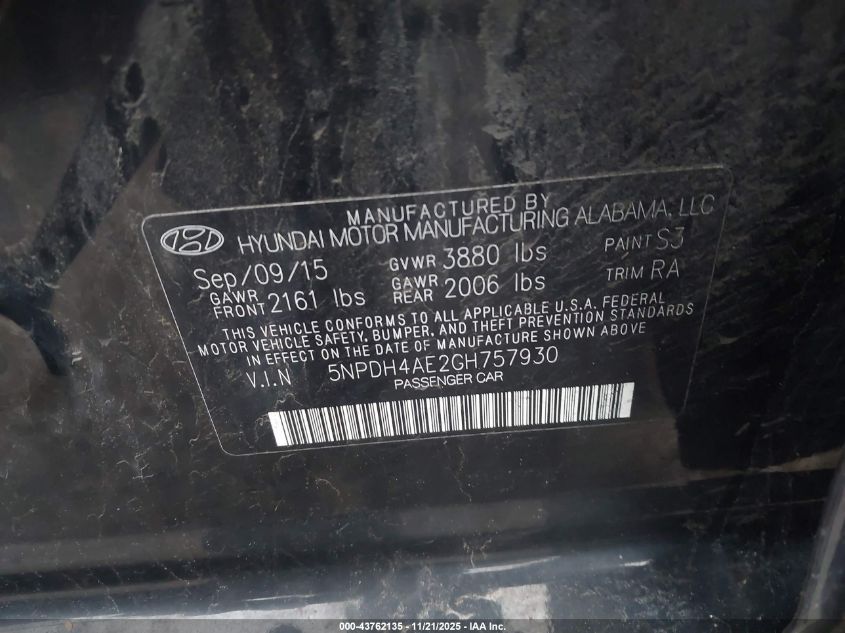 MANUFACTURED BY
HYUNDAI MOTOR MANUFACTURING ALABAMA, LLC
Sep/09/15 GVWR 3880 lbs PAINT S3
GAWR FRONT 2161 lbs GAWR REAR 2006 lbs TRIM RA
THIS VEHICLE CONFORMS TO ALL APPLICABLE U.S.A. FEDERAL
MOTOR VEHICLE SAFETY, BUMPER, AND THEFT PREVENTION STANDARDS
IN EFFECT ON THE DATE OF MANUFACTURE SHOWN ABOVE
V.I.N 5NPDH4AE2GH757930
PASSENGER CAR
000-43762135 - 11/21/2025 - IAA Inc.